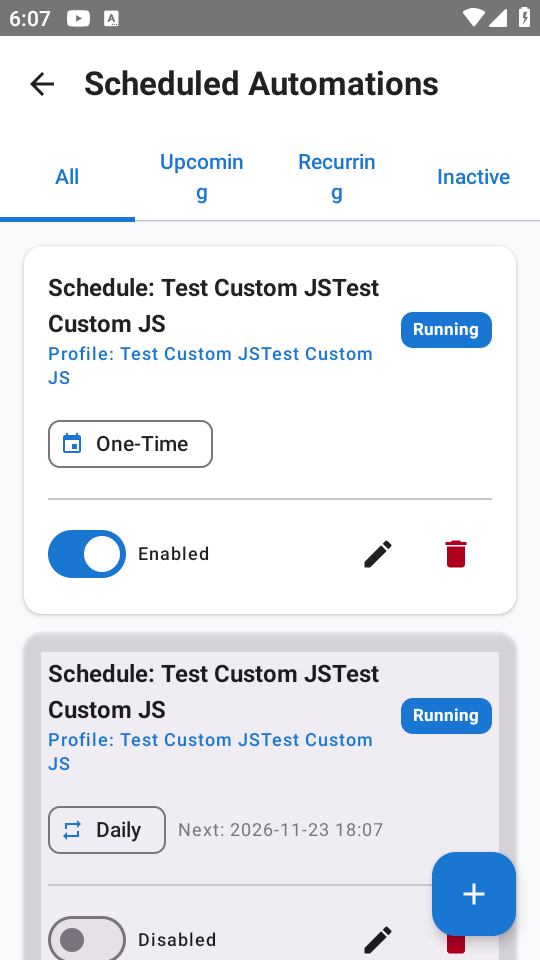 6:07
Scheduled Automations
All
Upcomin
g
Recurrin
g
Inactive
Schedule: Test Custom JSTest
Custom JS
Running
Profile: Test Custom JSTest Custom
JS
One-Time
Enabled
Schedule: Test Custom JSTest
Custom JS
Running
Profile: Test Custom JSTest Custom
JS
Daily
Next: 2026-11-23 18:07
Disabled